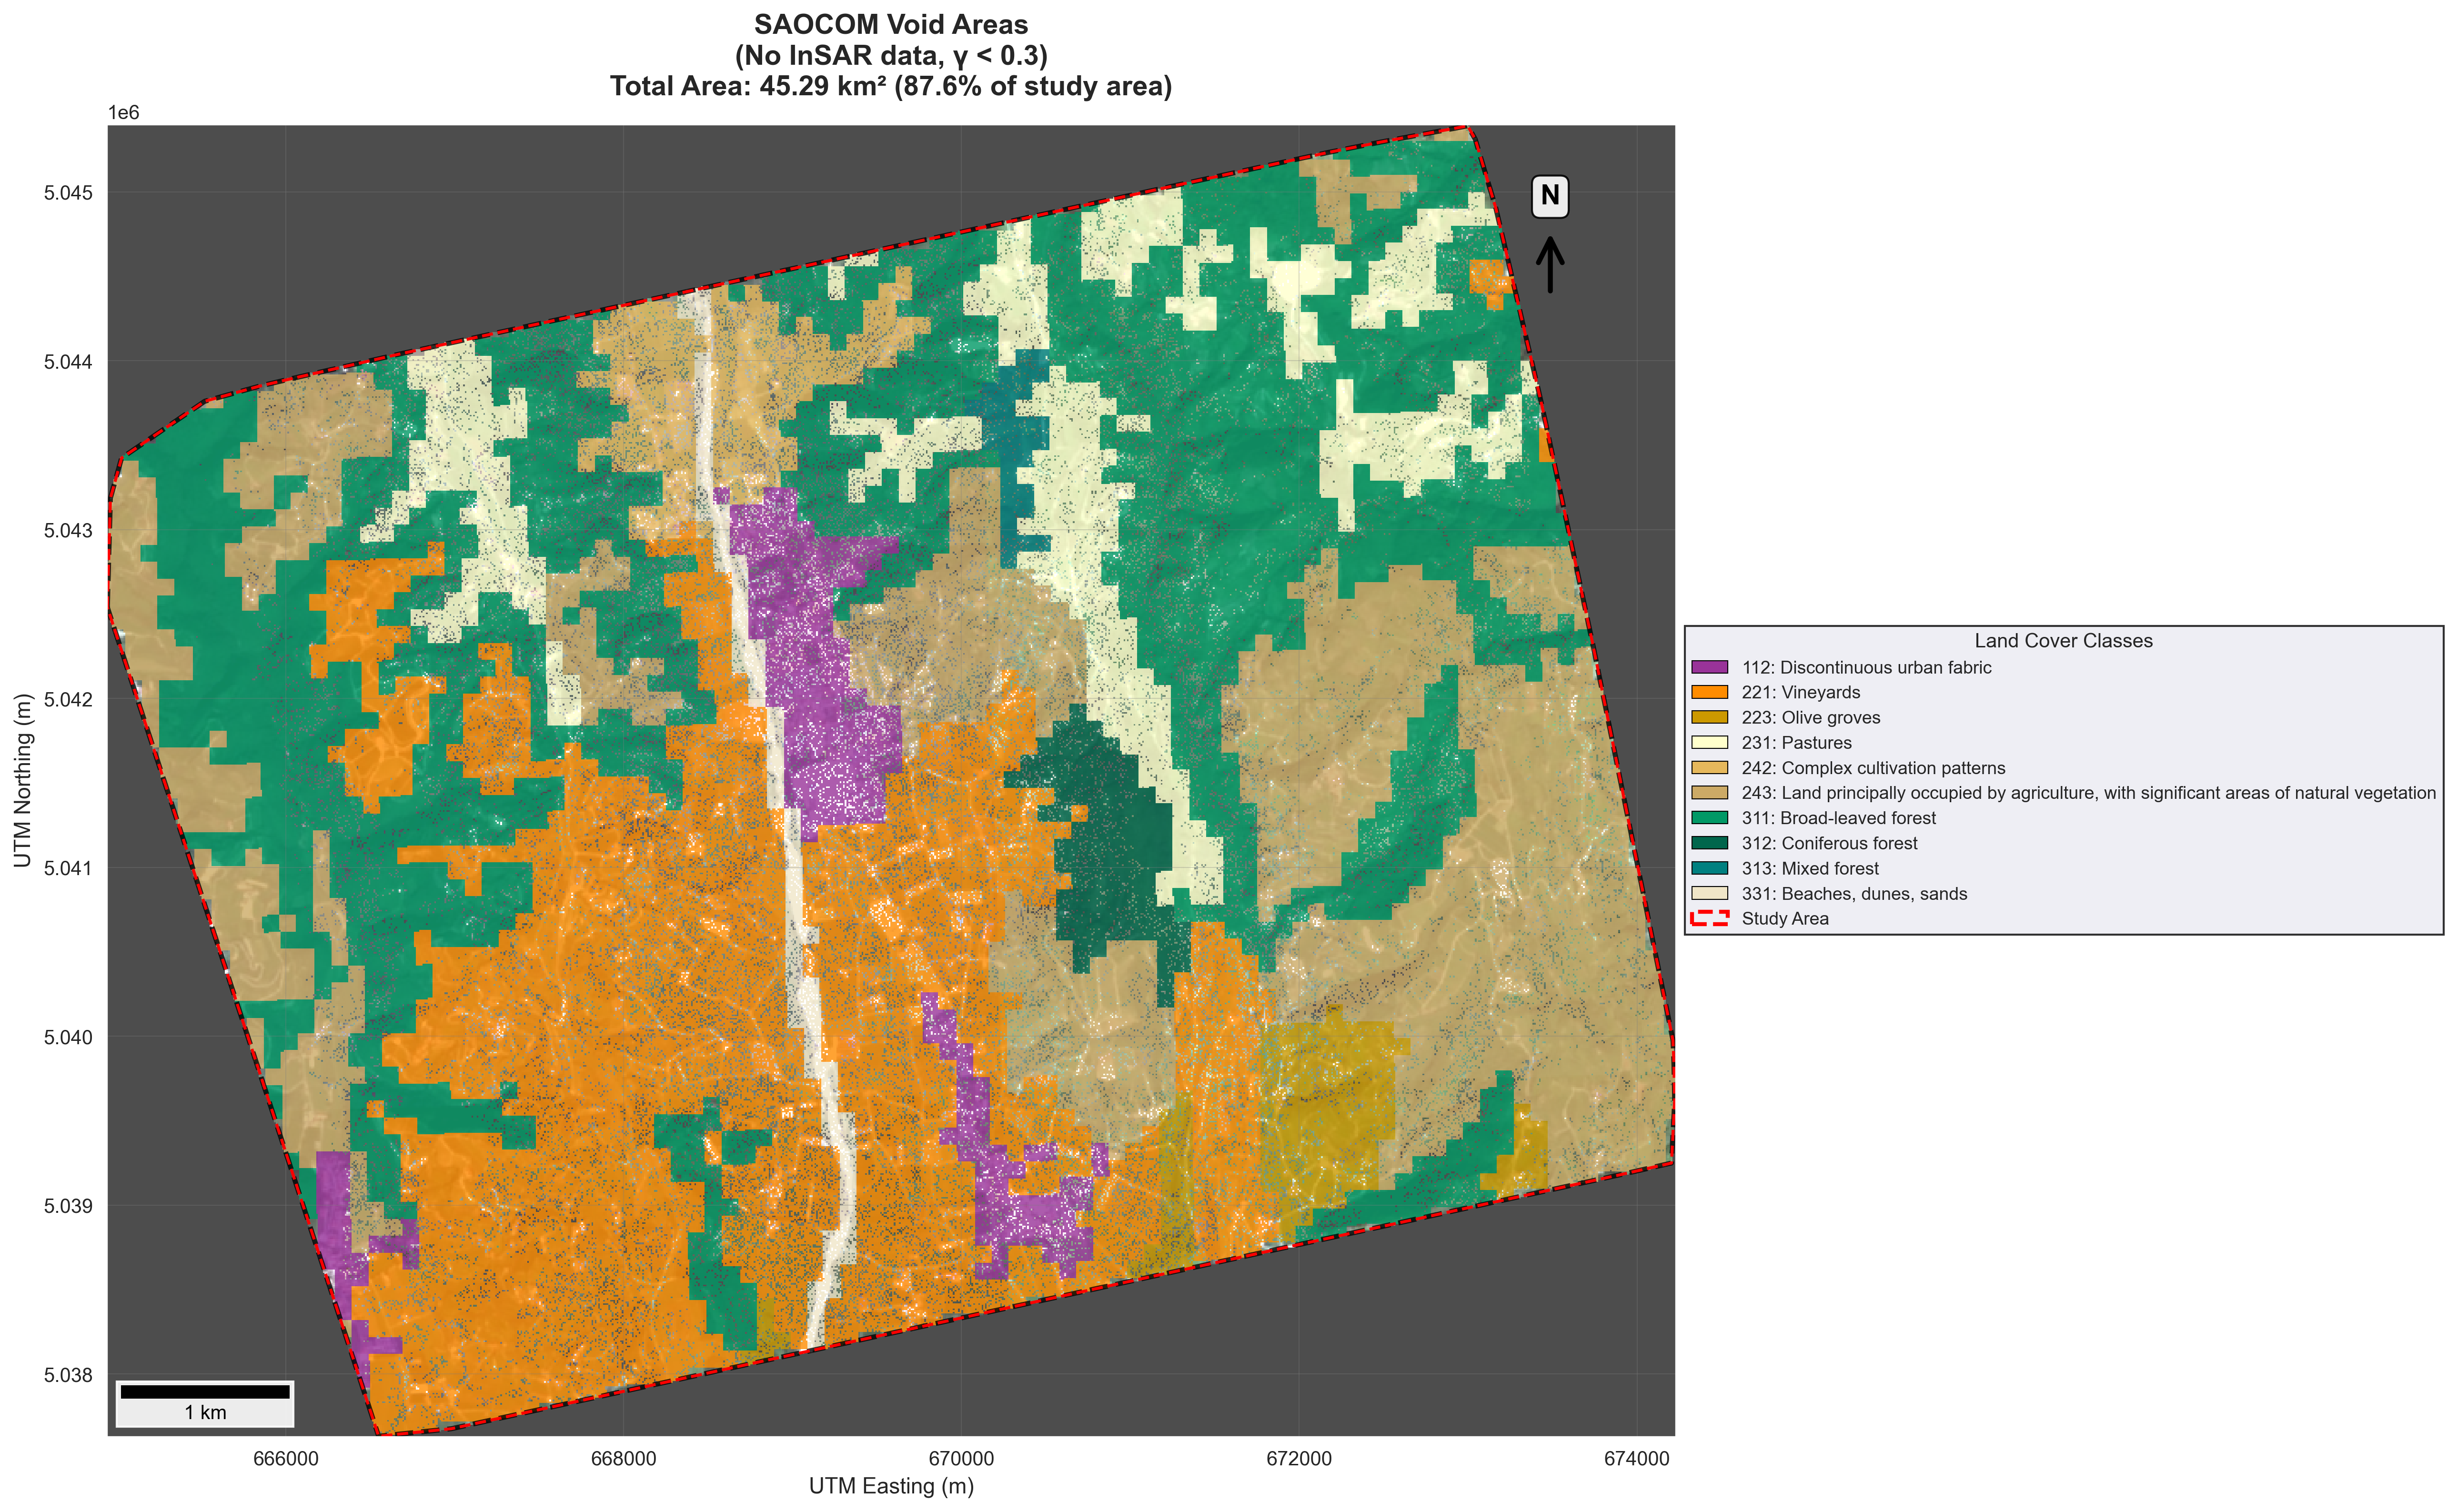 SAOCOM Void Areas
(No InSAR data, γ < 0.3)
Total Area: 45.29 km² (87.6% of study area)
1e6
5.045
5.044
5.043
5.042
5.041
5.040
5.039
5.038
UTM Northing (m)
N
1 km
666000
668000
670000
672000
674000
UTM Easting (m)
Land Cover Classes
112: Discontinuous urban fabric
221: Vineyards
223: Olive groves
231: Pastures
242: Complex cultivation patterns
243: Land principally occupied by agriculture, with significant areas of natural vegetation
311: Broad-leaved forest
312: Coniferous forest
313: Mixed forest
331: Beaches, dunes, sands
Study Area